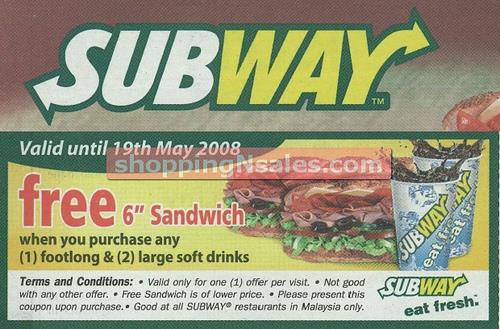 SUBWAY™
Valid until 19th May 2008
shoppingNsales.com
free 6" Sandwich
when you purchase any
(1) footlong & (2) large soft drinks
SUBWAY
eat fresh.
SUBWAY
eat fr
Terms and Conditions: • Valid only for one (1) offer per visit. • Not good
with any other offer. • Free Sandwich is of lower price. • Please present this
coupon upon purchase. • Good at all SUBWAY® restaurants in Malaysia only.
SUBWAY
eat fresh.